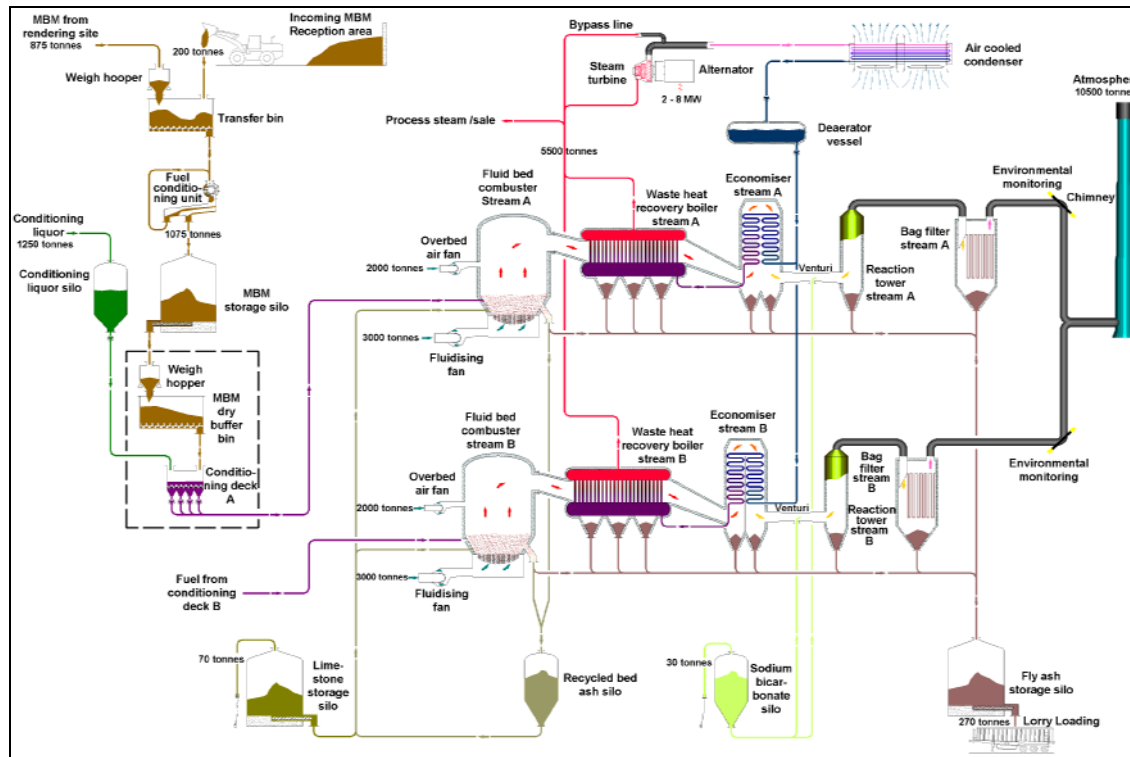 MBM from
rendering site
875 tonnes
200 tonnes
Incoming MBM
Reception area
Weigh hooper
Transfer bin
Fuel
conditio-
ning unit
1075 tonnes
Conditioning
liquor
1250 tonnes
Conditioning
liquor silo
MBM
storage silo
Weigh
hopper
MBM
dry
buffer
bin
Conditio-
ning deck
A
Bypass line
Steam
turbine
Alternator
2 - 8 MW
Air cooled
condenser
Atmosphere
10500 tonnes
Process steam /sale
5500 tonnes
Deaerator
vessel
Fluid bed
combuster
Stream A
Waste heat
recovery boiler
stream A
Economiser
stream A
Environmental
monitoring
Chimney
Overbed
air fan
2000 tonnes
3000 tonnes
Fluidising
fan
Venturi
Reaction
tower
stream A
Bag filter
stream A
Fluid bed
combuster
stream B
Waste heat
recovery boiler
stream B
Economiser
stream B
Bag filter
stream B
Environmental
monitoring
Overbed
air fan
2000 tonnes
Venturi
Reaction
tower
stream B
3000 tonnes
Fluidising
fan
Fuel from
conditioning
deck B
70 tonnes
Lime-
stone
storage
silo
Recycled bed
ash silo
30 tonnes
Sodium
bicar-
bonate
silo
Fly ash
storage silo
270 tonnes
Lorry Loading